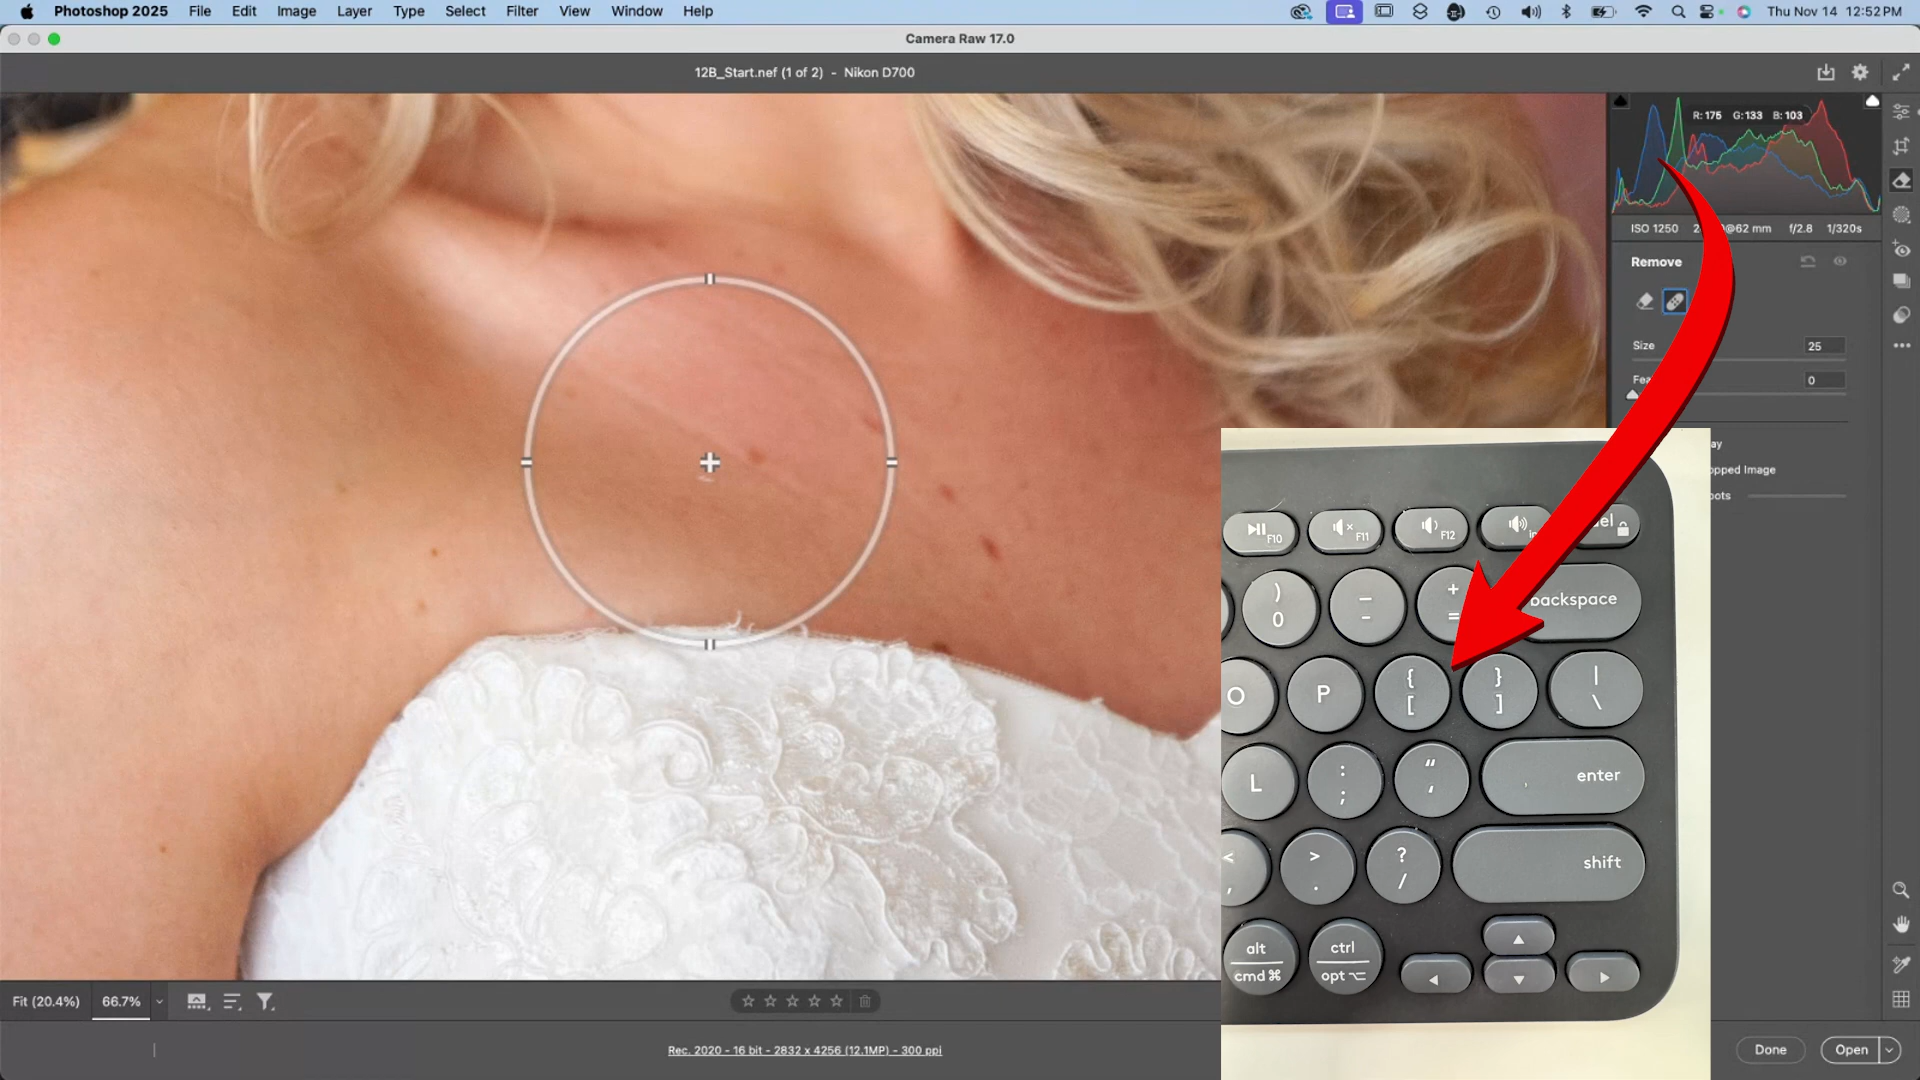 Photoshop 2025 File Edit Image Layer Type Select Filter View Window Help Thu Nov 14 12:52 PM
Camera Raw 17.0
12B_Start.nef (1 of 2) - Nikon D700
R: 175 G: 133 B: 103
ISO 1250 @62 mm f/2.8 1/320s
Remove
Size 25
0
opped Image
F10 F11 F12
) 0 _ - + = backspace
O P { [ } ] | \
L : ; " ' enter
< , > . ? / shift
alt ctrl
cmd ⌘ opt ⌥
Fit (20.4%) 66.7%
Rec. 2020 - 16 bit - 2832 x 4256 (12.1MP) - 300 ppi
Done Open